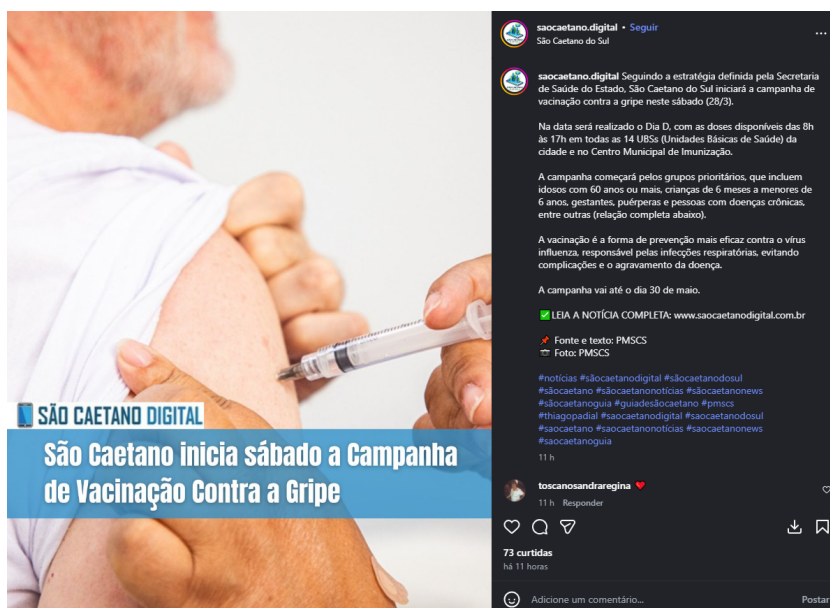 SÃO CAETANO DIGITAL
São Caetano inicia sábado a Campanha
de Vacinação Contra a Gripe
saocaetano.digital • Seguir
São Caetano do Sul
saocaetano.digital Seguindo a estratégia definida pela Secretaria
de Saúde do Estado, São Caetano do Sul iniciará a campanha de
vacinação contra a gripe neste sábado (28/3).
Na data será realizado o Dia D, com as doses disponíveis das 8h
às 17h em todas as 14 UBSs (Unidades Básicas de Saúde) da
cidade e no Centro Municipal de Imunização.
A campanha começará pelos grupos prioritários, que incluem
idosos com 60 anos ou mais, crianças de 6 meses a menores de
6 anos, gestantes, puérperas e pessoas com doenças crônicas,
entre outras (relação completa abaixo).
A vacinação é a forma de prevenção mais eficaz contra o vírus
influenza, responsável pelas infecções respiratórias, evitando
complicações e o agravamento da doença.
A campanha vai até o dia 30 de maio.
✅ LEIA A NOTÍCIA COMPLETA: www.saocaetanodigital.com.br
📌 Fonte e texto: PMSCS
📷 Foto: PMSCS
#notícias #sãocaetanodigital #sãocaetanodosul
#sãocaetano #sãocaetanonotícias #sãocaetanonews
#sãocaetanoguia #guiadesãocaetano #pmscs
#thiagopadial #saocaetanodigital #saocaetanodosul
#saocaetano #saocaetanonotícias #saocaetanonews
#saocaetanoguia
11 h
toscanosandraregina ❤️
11 h Responder
73 curtidas
há 11 horas
Adicione um comentário... Postar